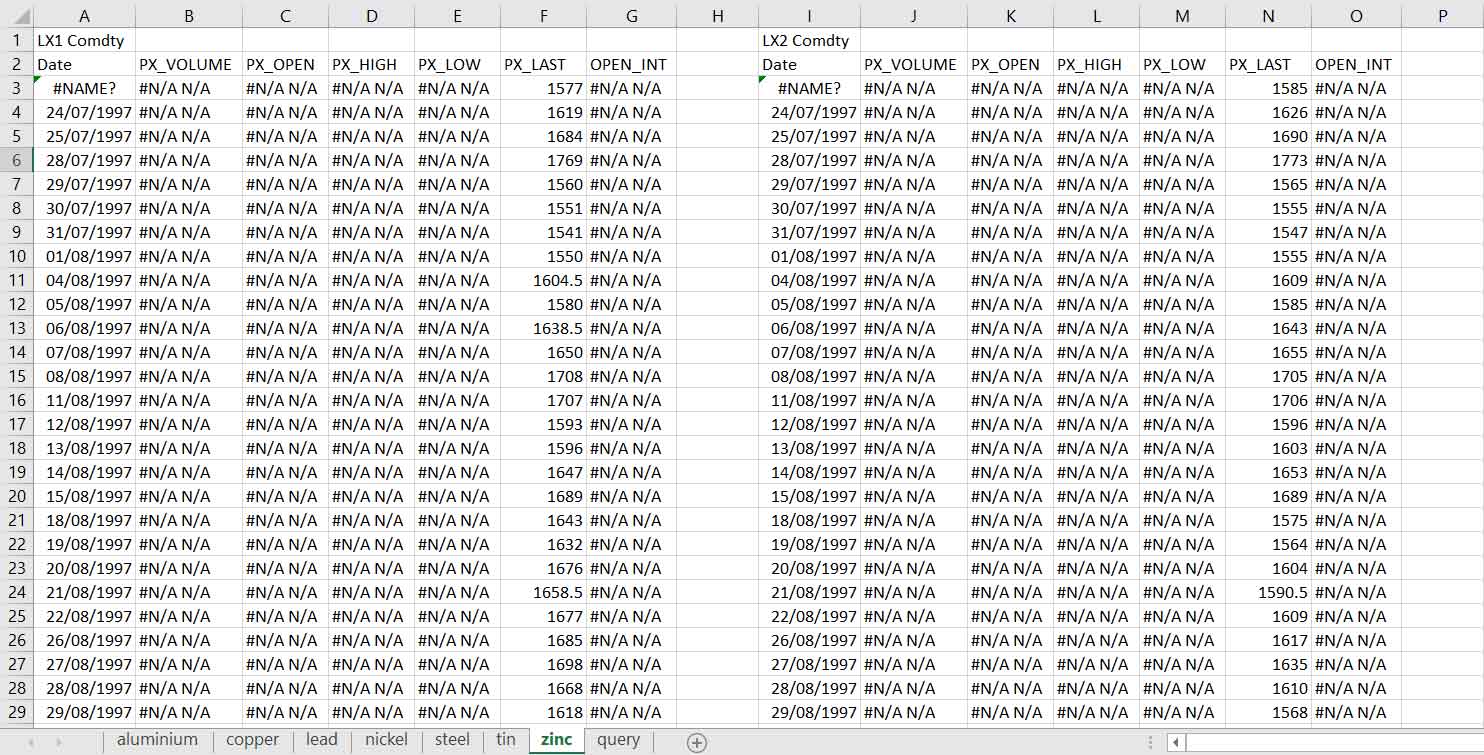 A B C D E F G H I J K L M N O P
1 LX1 Comdty LX2 Comdty
2 Date PX_VOLUME PX_OPEN PX_HIGH PX_LOW PX_LAST OPEN_INT Date PX_VOLUME PX_OPEN PX_HIGH PX_LOW PX_LAST OPEN_INT
3 #NAME? #N/A N/A #N/A N/A #N/A N/A #N/A N/A 1577 #N/A N/A #NAME? #N/A N/A #N/A N/A #N/A N/A #N/A N/A 1585 #N/A N/A
4 24/07/1997 #N/A N/A #N/A N/A #N/A N/A #N/A N/A 1619 #N/A N/A 24/07/1997 #N/A N/A #N/A N/A #N/A N/A #N/A N/A 1626 #N/A N/A
5 25/07/1997 #N/A N/A #N/A N/A #N/A N/A #N/A N/A 1684 #N/A N/A 25/07/1997 #N/A N/A #N/A N/A #N/A N/A #N/A N/A 1690 #N/A N/A
6 28/07/1997 #N/A N/A #N/A N/A #N/A N/A #N/A N/A 1769 #N/A N/A 28/07/1997 #N/A N/A #N/A N/A #N/A N/A #N/A N/A 1773 #N/A N/A
7 29/07/1997 #N/A N/A #N/A N/A #N/A N/A #N/A N/A 1560 #N/A N/A 29/07/1997 #N/A N/A #N/A N/A #N/A N/A #N/A N/A 1565 #N/A N/A
8 30/07/1997 #N/A N/A #N/A N/A #N/A N/A #N/A N/A 1551 #N/A N/A 30/07/1997 #N/A N/A #N/A N/A #N/A N/A #N/A N/A 1555 #N/A N/A
9 31/07/1997 #N/A N/A #N/A N/A #N/A N/A #N/A N/A 1541 #N/A N/A 31/07/1997 #N/A N/A #N/A N/A #N/A N/A #N/A N/A 1547 #N/A N/A
10 01/08/1997 #N/A N/A #N/A N/A #N/A N/A #N/A N/A 1550 #N/A N/A 01/08/1997 #N/A N/A #N/A N/A #N/A N/A #N/A N/A 1555 #N/A N/A
11 04/08/1997 #N/A N/A #N/A N/A #N/A N/A #N/A N/A 1604.5 #N/A N/A 04/08/1997 #N/A N/A #N/A N/A #N/A N/A #N/A N/A 1609 #N/A N/A
12 05/08/1997 #N/A N/A #N/A N/A #N/A N/A #N/A N/A 1580 #N/A N/A 05/08/1997 #N/A N/A #N/A N/A #N/A N/A #N/A N/A 1585 #N/A N/A
13 06/08/1997 #N/A N/A #N/A N/A #N/A N/A #N/A N/A 1638.5 #N/A N/A 06/08/1997 #N/A N/A #N/A N/A #N/A N/A #N/A N/A 1643 #N/A N/A
14 07/08/1997 #N/A N/A #N/A N/A #N/A N/A #N/A N/A 1650 #N/A N/A 07/08/1997 #N/A N/A #N/A N/A #N/A N/A #N/A N/A 1655 #N/A N/A
15 08/08/1997 #N/A N/A #N/A N/A #N/A N/A #N/A N/A 1708 #N/A N/A 08/08/1997 #N/A N/A #N/A N/A #N/A N/A #N/A N/A 1705 #N/A N/A
16 11/08/1997 #N/A N/A #N/A N/A #N/A N/A #N/A N/A 1707 #N/A N/A 11/08/1997 #N/A N/A #N/A N/A #N/A N/A #N/A N/A 1706 #N/A N/A
17 12/08/1997 #N/A N/A #N/A N/A #N/A N/A #N/A N/A 1593 #N/A N/A 12/08/1997 #N/A N/A #N/A N/A #N/A N/A #N/A N/A 1596 #N/A N/A
18 13/08/1997 #N/A N/A #N/A N/A #N/A N/A #N/A N/A 1596 #N/A N/A 13/08/1997 #N/A N/A #N/A N/A #N/A N/A #N/A N/A 1603 #N/A N/A
19 14/08/1997 #N/A N/A #N/A N/A #N/A N/A #N/A N/A 1647 #N/A N/A 14/08/1997 #N/A N/A #N/A N/A #N/A N/A #N/A N/A 1653 #N/A N/A
20 15/08/1997 #N/A N/A #N/A N/A #N/A N/A #N/A N/A 1689 #N/A N/A 15/08/1997 #N/A N/A #N/A N/A #N/A N/A #N/A N/A 1689 #N/A N/A
21 18/08/1997 #N/A N/A #N/A N/A #N/A N/A #N/A N/A 1643 #N/A N/A 18/08/1997 #N/A N/A #N/A N/A #N/A N/A #N/A N/A 1575 #N/A N/A
22 19/08/1997 #N/A N/A #N/A N/A #N/A N/A #N/A N/A 1632 #N/A N/A 19/08/1997 #N/A N/A #N/A N/A #N/A N/A #N/A N/A 1564 #N/A N/A
23 20/08/1997 #N/A N/A #N/A N/A #N/A N/A #N/A N/A 1676 #N/A N/A 20/08/1997 #N/A N/A #N/A N/A #N/A N/A #N/A N/A 1604 #N/A N/A
24 21/08/1997 #N/A N/A #N/A N/A #N/A N/A #N/A N/A 1658.5 #N/A N/A 21/08/1997 #N/A N/A #N/A N/A #N/A N/A #N/A N/A 1590.5 #N/A N/A
25 22/08/1997 #N/A N/A #N/A N/A #N/A N/A #N/A N/A 1677 #N/A N/A 22/08/1997 #N/A N/A #N/A N/A #N/A N/A #N/A N/A 1609 #N/A N/A
26 26/08/1997 #N/A N/A #N/A N/A #N/A N/A #N/A N/A 1685 #N/A N/A 26/08/1997 #N/A N/A #N/A N/A #N/A N/A #N/A N/A 1617 #N/A N/A
27 27/08/1997 #N/A N/A #N/A N/A #N/A N/A #N/A N/A 1698 #N/A N/A 27/08/1997 #N/A N/A #N/A N/A #N/A N/A #N/A N/A 1635 #N/A N/A
28 28/08/1997 #N/A N/A #N/A N/A #N/A N/A #N/A N/A 1668 #N/A N/A 28/08/1997 #N/A N/A #N/A N/A #N/A N/A #N/A N/A 1610 #N/A N/A
29 29/08/1997 #N/A N/A #N/A N/A #N/A N/A #N/A N/A 1618 #N/A N/A 29/08/1997 #N/A N/A #N/A N/A #N/A N/A #N/A N/A 1568 #N/A N/A
aluminium copper lead nickel steel tin zinc query